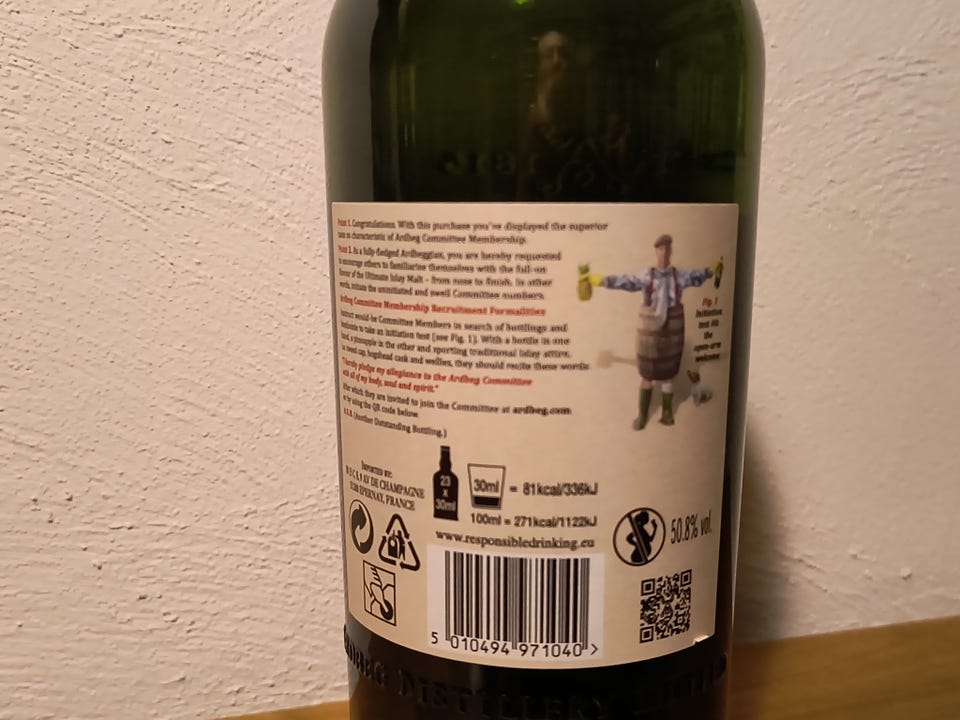 Point 1. Congratulations. With this purchase you've displayed the superior
taste so characteristic of Ardbeg Committee Membership.
Point 2. As a fully-fledged Ardbeggian, you are hereby requested
to encourage others to familiarise themselves with the full-on
flavour of the Ultimate Islay Malt – from nose to finish. In other
words, initiate the uninitiated and swell Committee numbers.
Ardbeg Committee Membership Recruitment Formalities
Instruct would-be Committee Members in search of bottlings and
to take an initiation test (see Fig. 1). With a bottle in one
hand, a pineapple in the other and sporting traditional Islay attire,
i.e. tweed cap, hogshead cask and wellies, they should recite these words:
"I hereby pledge my allegiance to the Ardbeg Committee
with all of my body, soul and spirit."
After which they are invited to join the Committee at ardbeg.com
or by using the QR code below.
A.O.B. (Another Outstanding Bottling.)
Fig. 1
Initiation
test
open-arm
welcome
Imported by:
AV DE CHAMPAGNE
EPERNAY, FRANCE
23
x
30ml
30ml
= 81kcal/336kJ
100ml = 271kcal/1122kJ
www.responsibledrinking.eu
50.8% vol.
5 010494 971040 >
DISTILLERY LIMITED